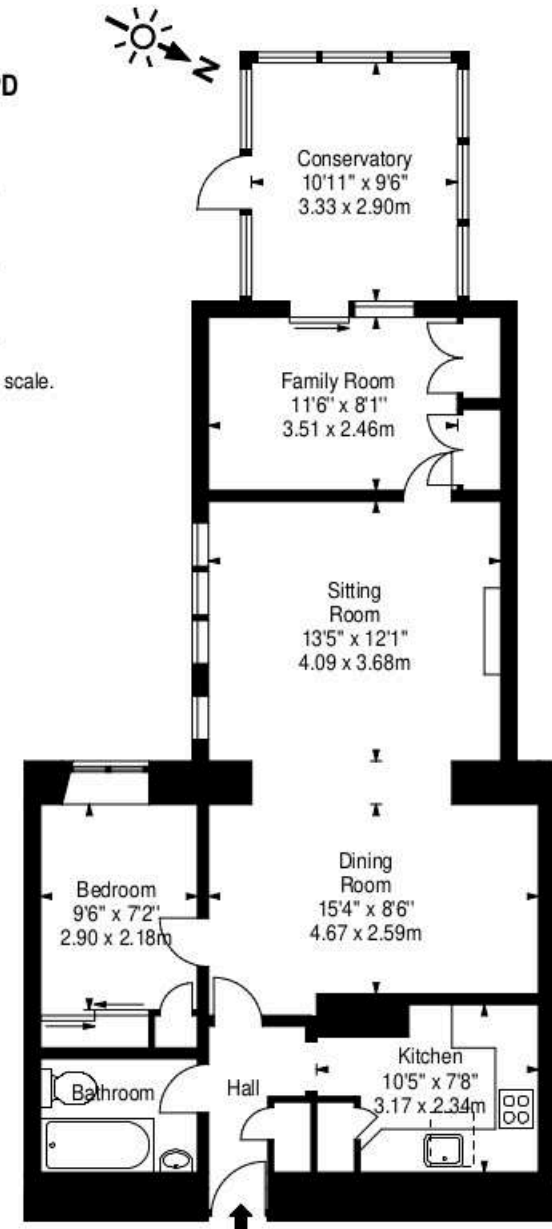 N
D
scale.
Conservatory
10'11" x 9'6"
3.33 x 2.90m
Family Room
11'6" x 8'1"
3.51 x 2.46m
Sitting
Room
13'5" x 12'1"
4.09 x 3.68m
Dining
Room
15'4" x 8'6"
4.67 x 2.59m
Bedroom
9'6" x 7'2"
2.90 x 2.18m
Kitchen
10'5" x 7'8"
3.17 x 2.34m
Bathroom
Hall